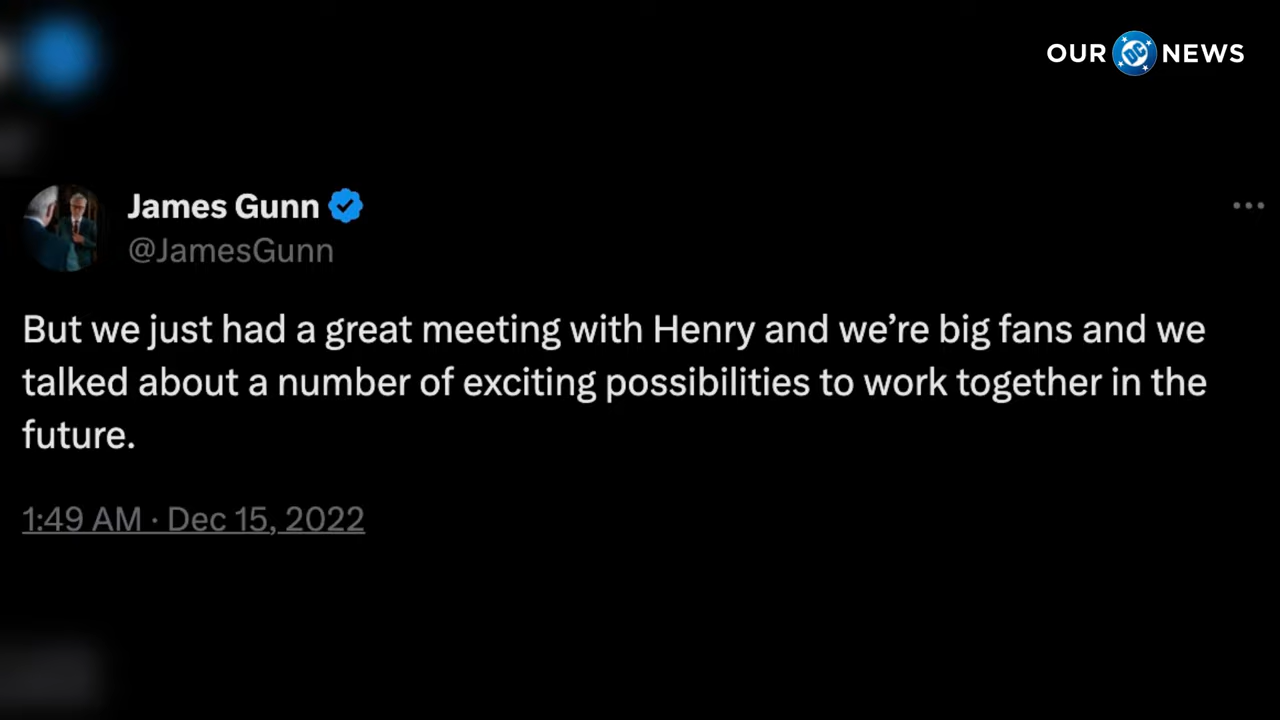 OUR DC NEWS
James Gunn
@JamesGunn
But we just had a great meeting with Henry and we’re big fans and we
talked about a number of exciting possibilities to work together in the
future.
1:49 AM · Dec 15, 2022